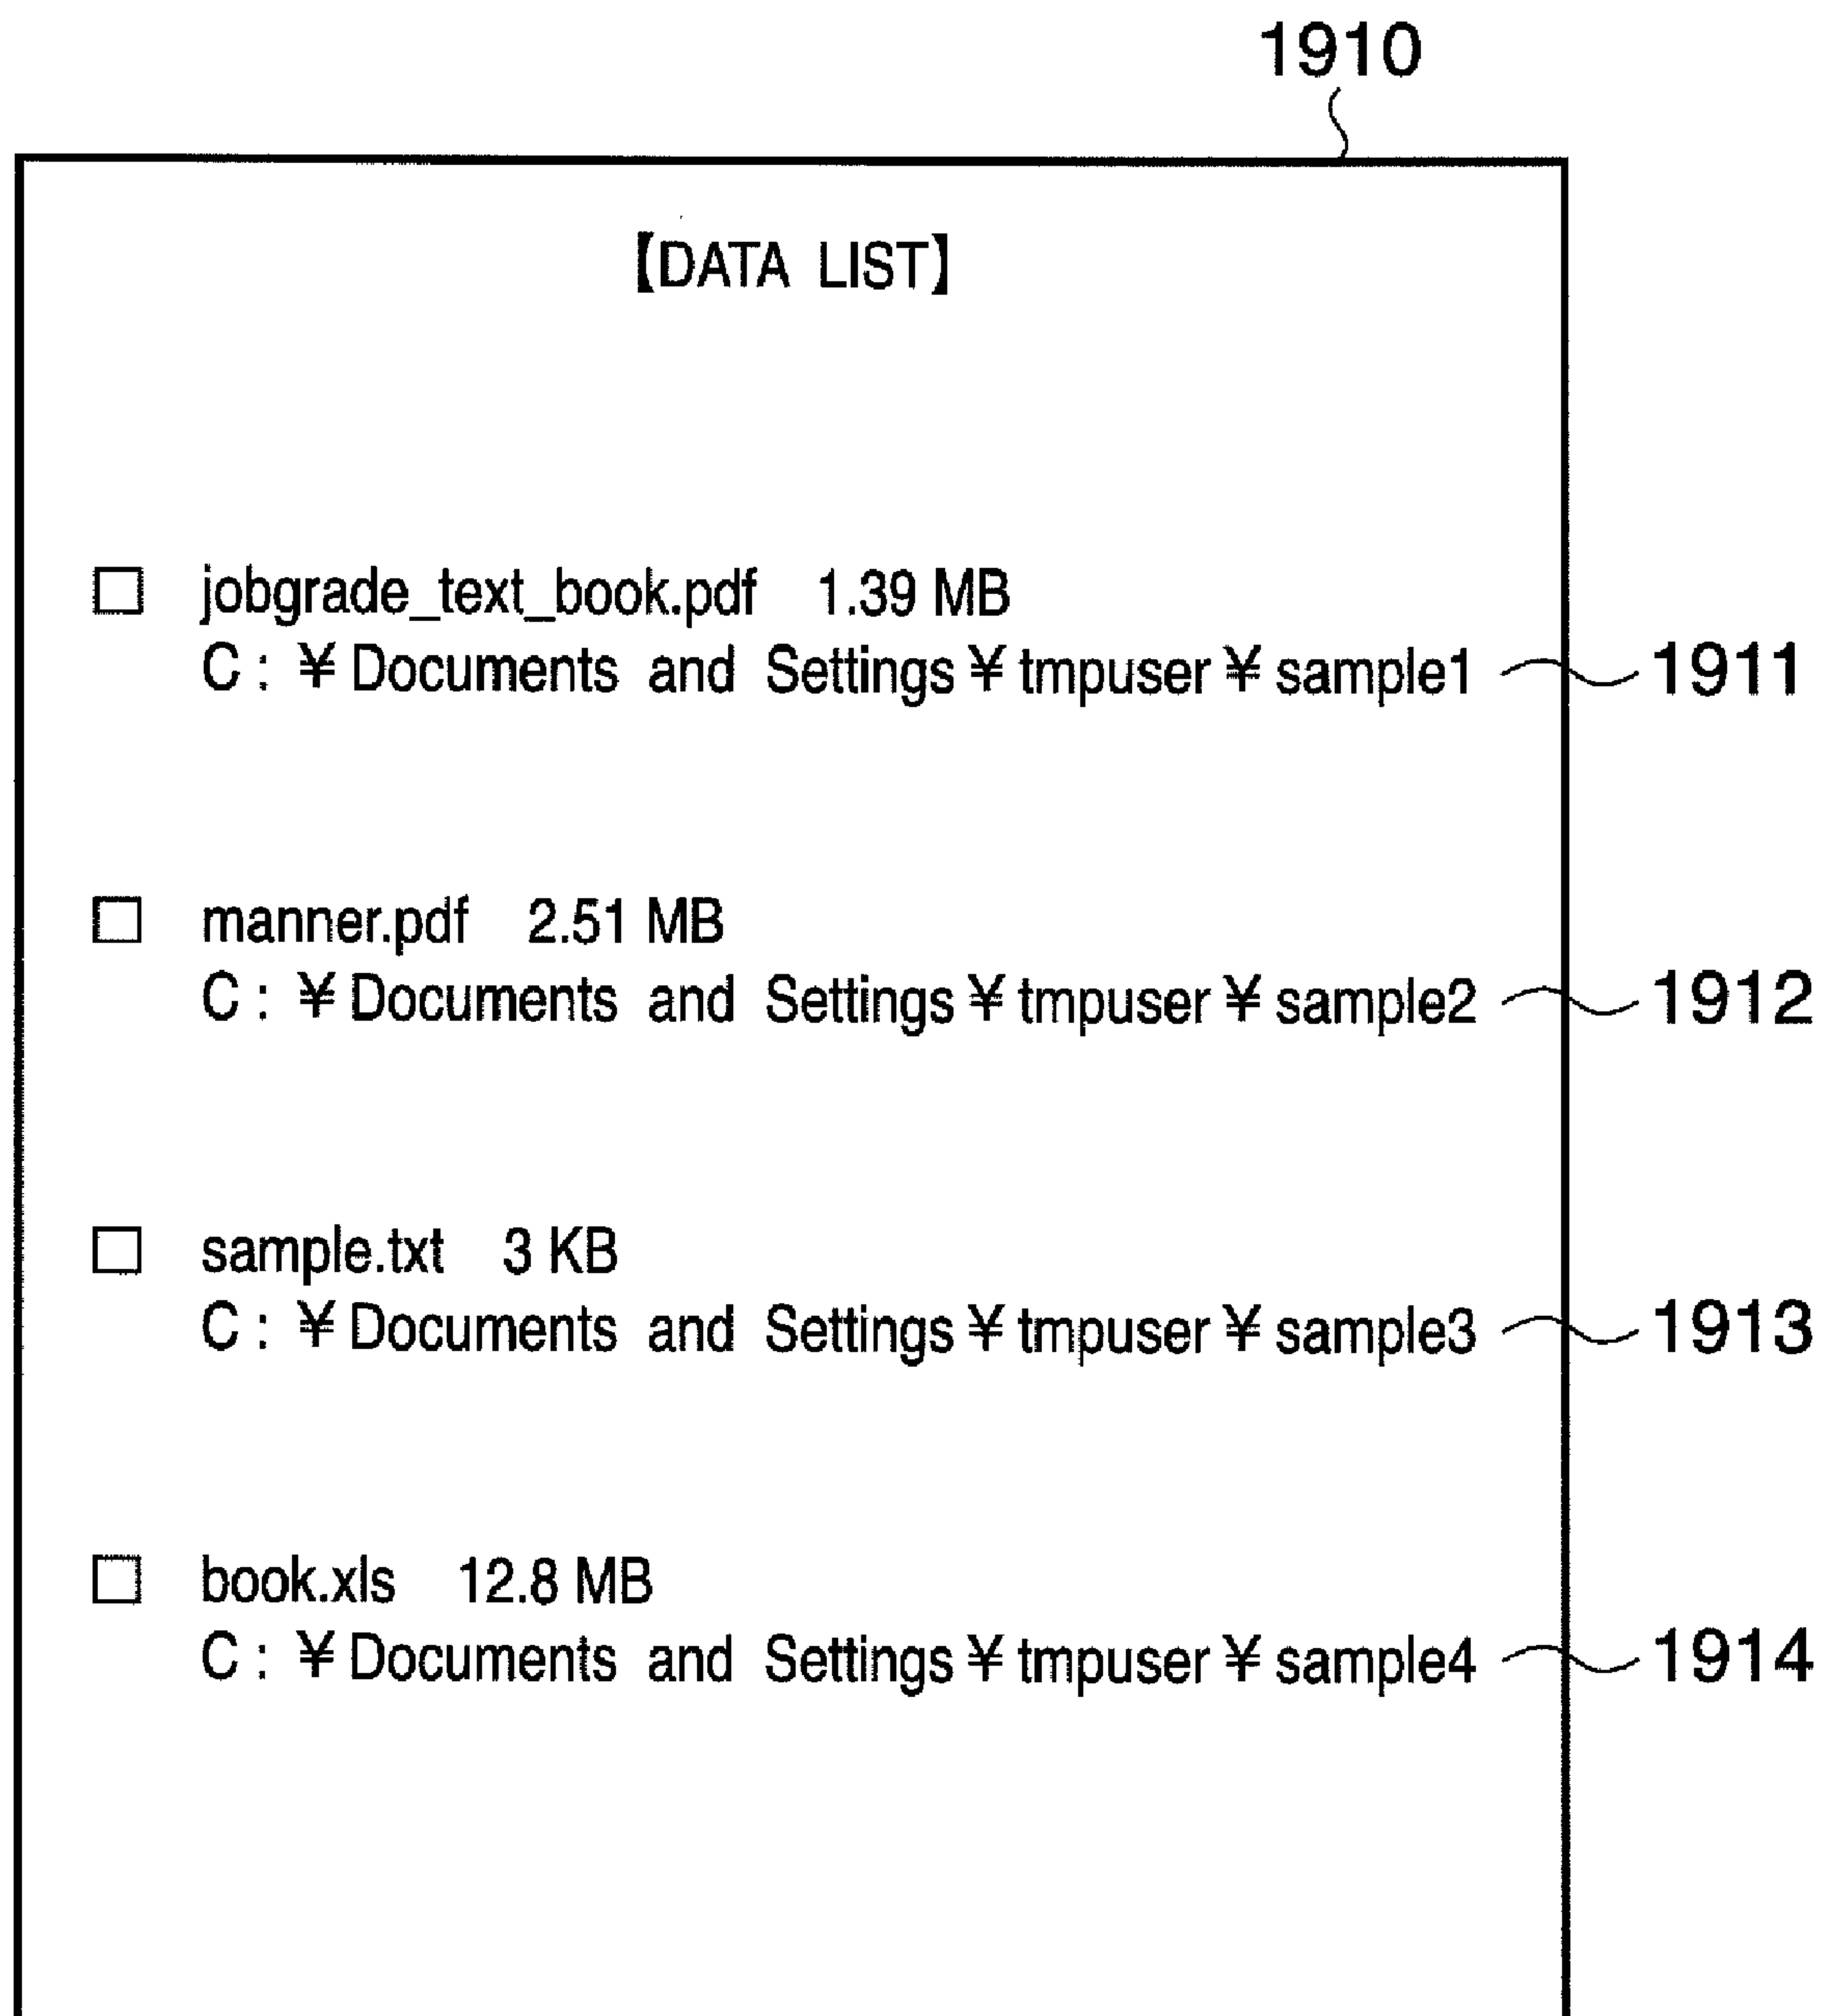 1910
【DATA LIST】
□ jobgrade_text_book.pdf 1.39 MB
C : ¥ Documents and Settings ¥ tmpuser ¥ sample1 1911
□ manner.pdf 2.51 MB
C : ¥ Documents and Settings ¥ tmpuser ¥ sample2 1912
□ sample.txt 3 KB
C : ¥ Documents and Settings ¥ tmpuser ¥ sample3 1913
□ book.xls 12.8 MB
C : ¥ Documents and Settings ¥ tmpuser ¥ sample4 1914